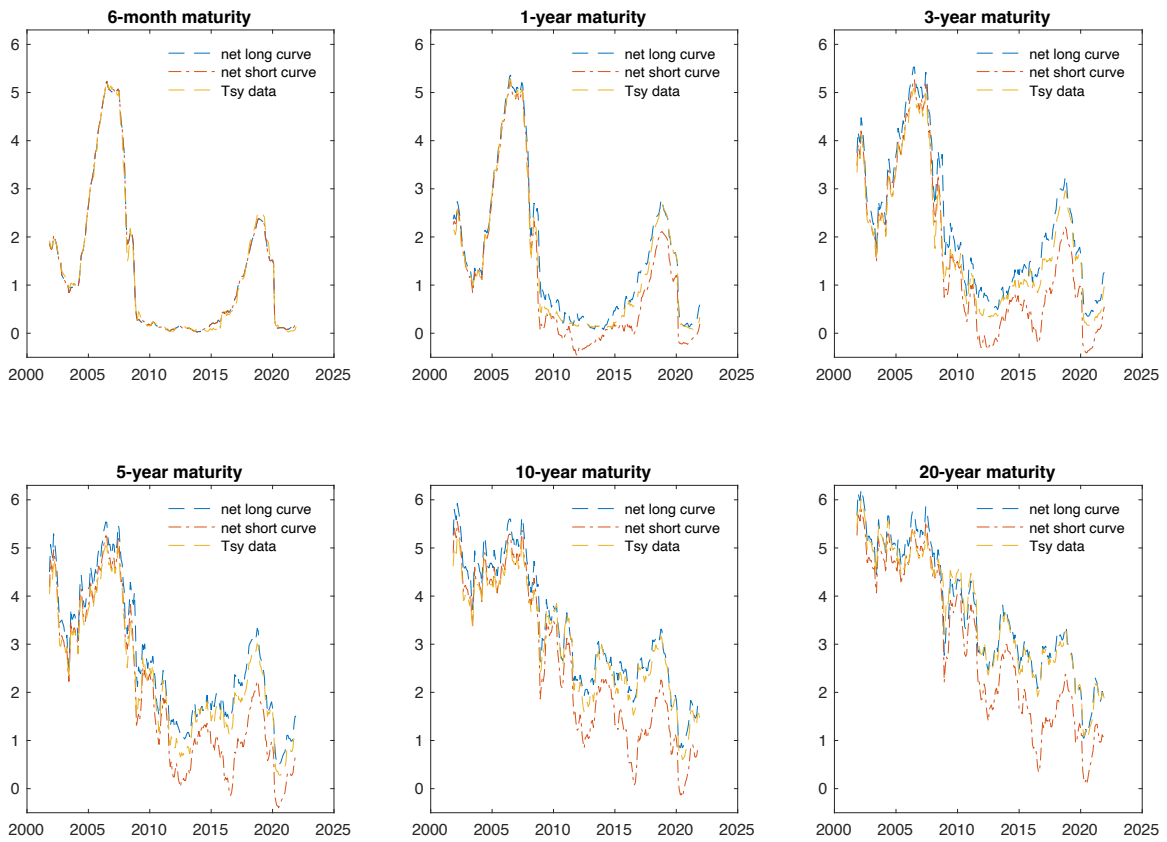 6-month maturity
6
5
4
3
2
1
0
2000 2005 2010 2015 2020 2025
net long curve
net short curve
Tsy data
1-year maturity
6
5
4
3
2
1
0
2000 2005 2010 2015 2020 2025
net long curve
net short curve
Tsy data
3-year maturity
6
5
4
3
2
1
0
2000 2005 2010 2015 2020 2025
net long curve
net short curve
Tsy data
5-year maturity
6
5
4
3
2
1
0
2000 2005 2010 2015 2020 2025
net long curve
net short curve
Tsy data
10-year maturity
6
5
4
3
2
1
0
2000 2005 2010 2015 2020 2025
net long curve
net short curve
Tsy data
20-year maturity
6
5
4
3
2
1
0
2000 2005 2010 2015 2020 2025
net long curve
net short curve
Tsy data